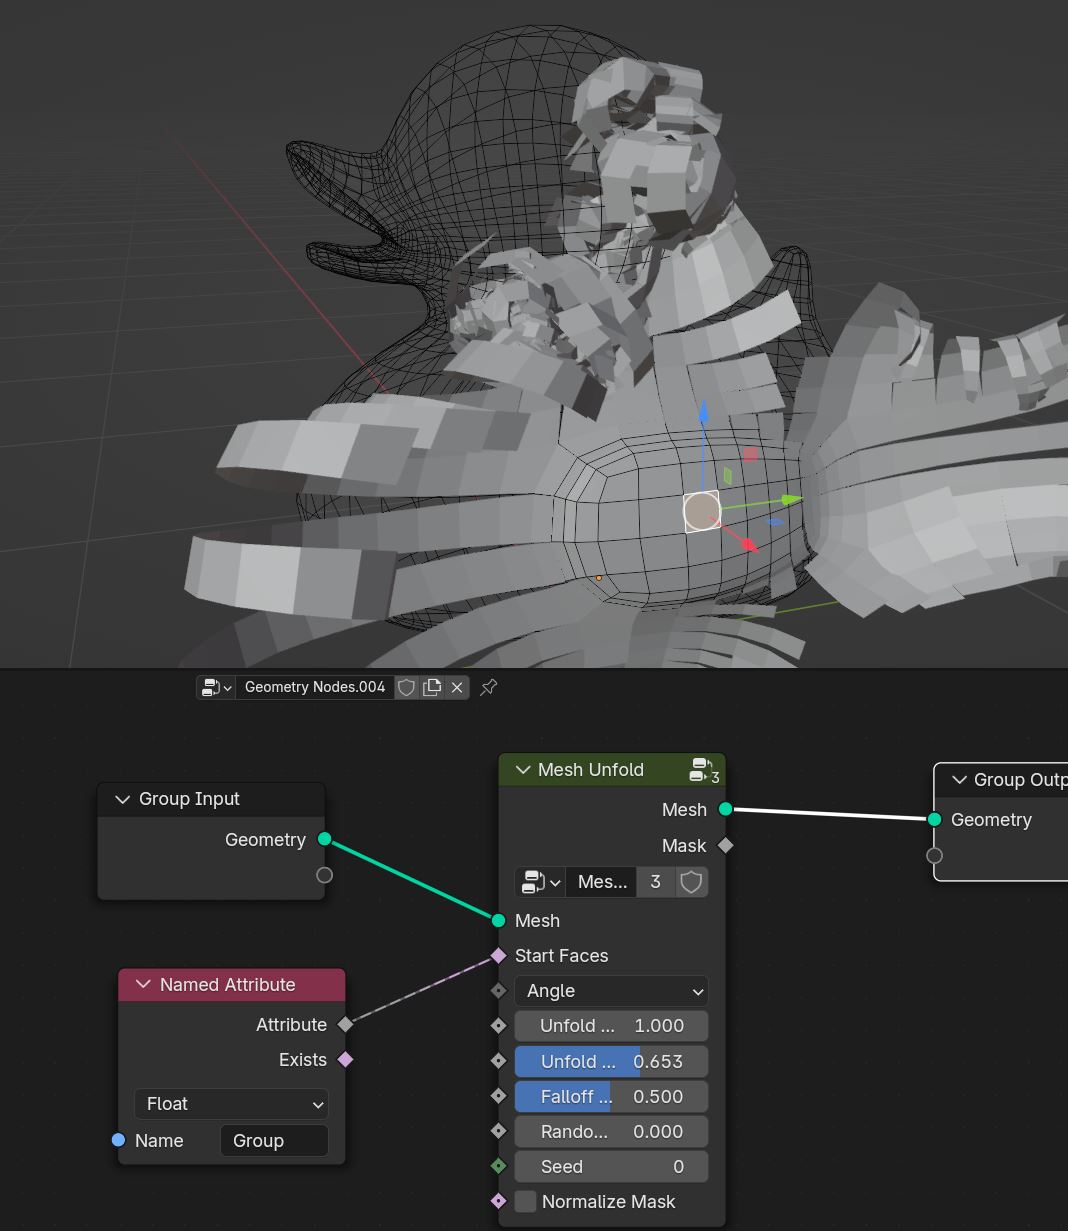 Geometry Nodes.004
Group Input
Geometry
Named Attribute
Attribute
Exists
Float
Name Group
Mesh Unfold 3
Mesh
Mask
Mes... 3
Mesh
Start Faces
Angle
Unfold ... 1.000
Unfold ... 0.653
Falloff ... 0.500
Rando... 0.000
Seed 0
Normalize Mask
Group Outp
Geometry